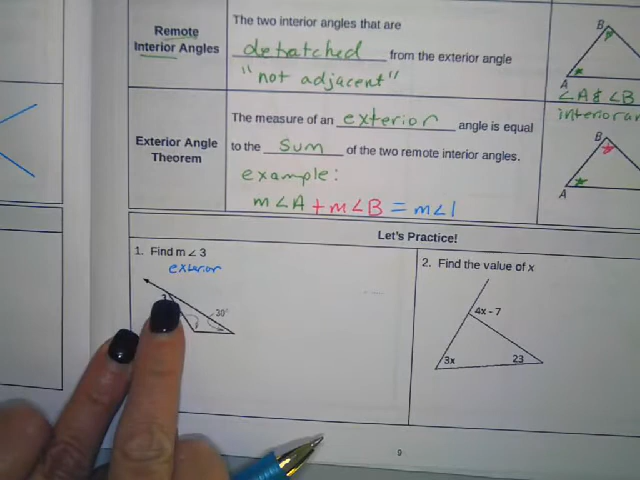 Remote
Interior Angles
The two interior angles that are
detatched from the exterior angle
"not adjacent"
B
A
∠A & ∠B
interior
Exterior Angle
Theorem
The measure of an exterior angle is equal
to the sum of the two remote interior angles.
example:
m∠A + m∠B = m∠1
B
A
Let's Practice!
1. Find m ∠ 3
exterior
30°
2. Find the value of x
4x - 7
3x
23
9